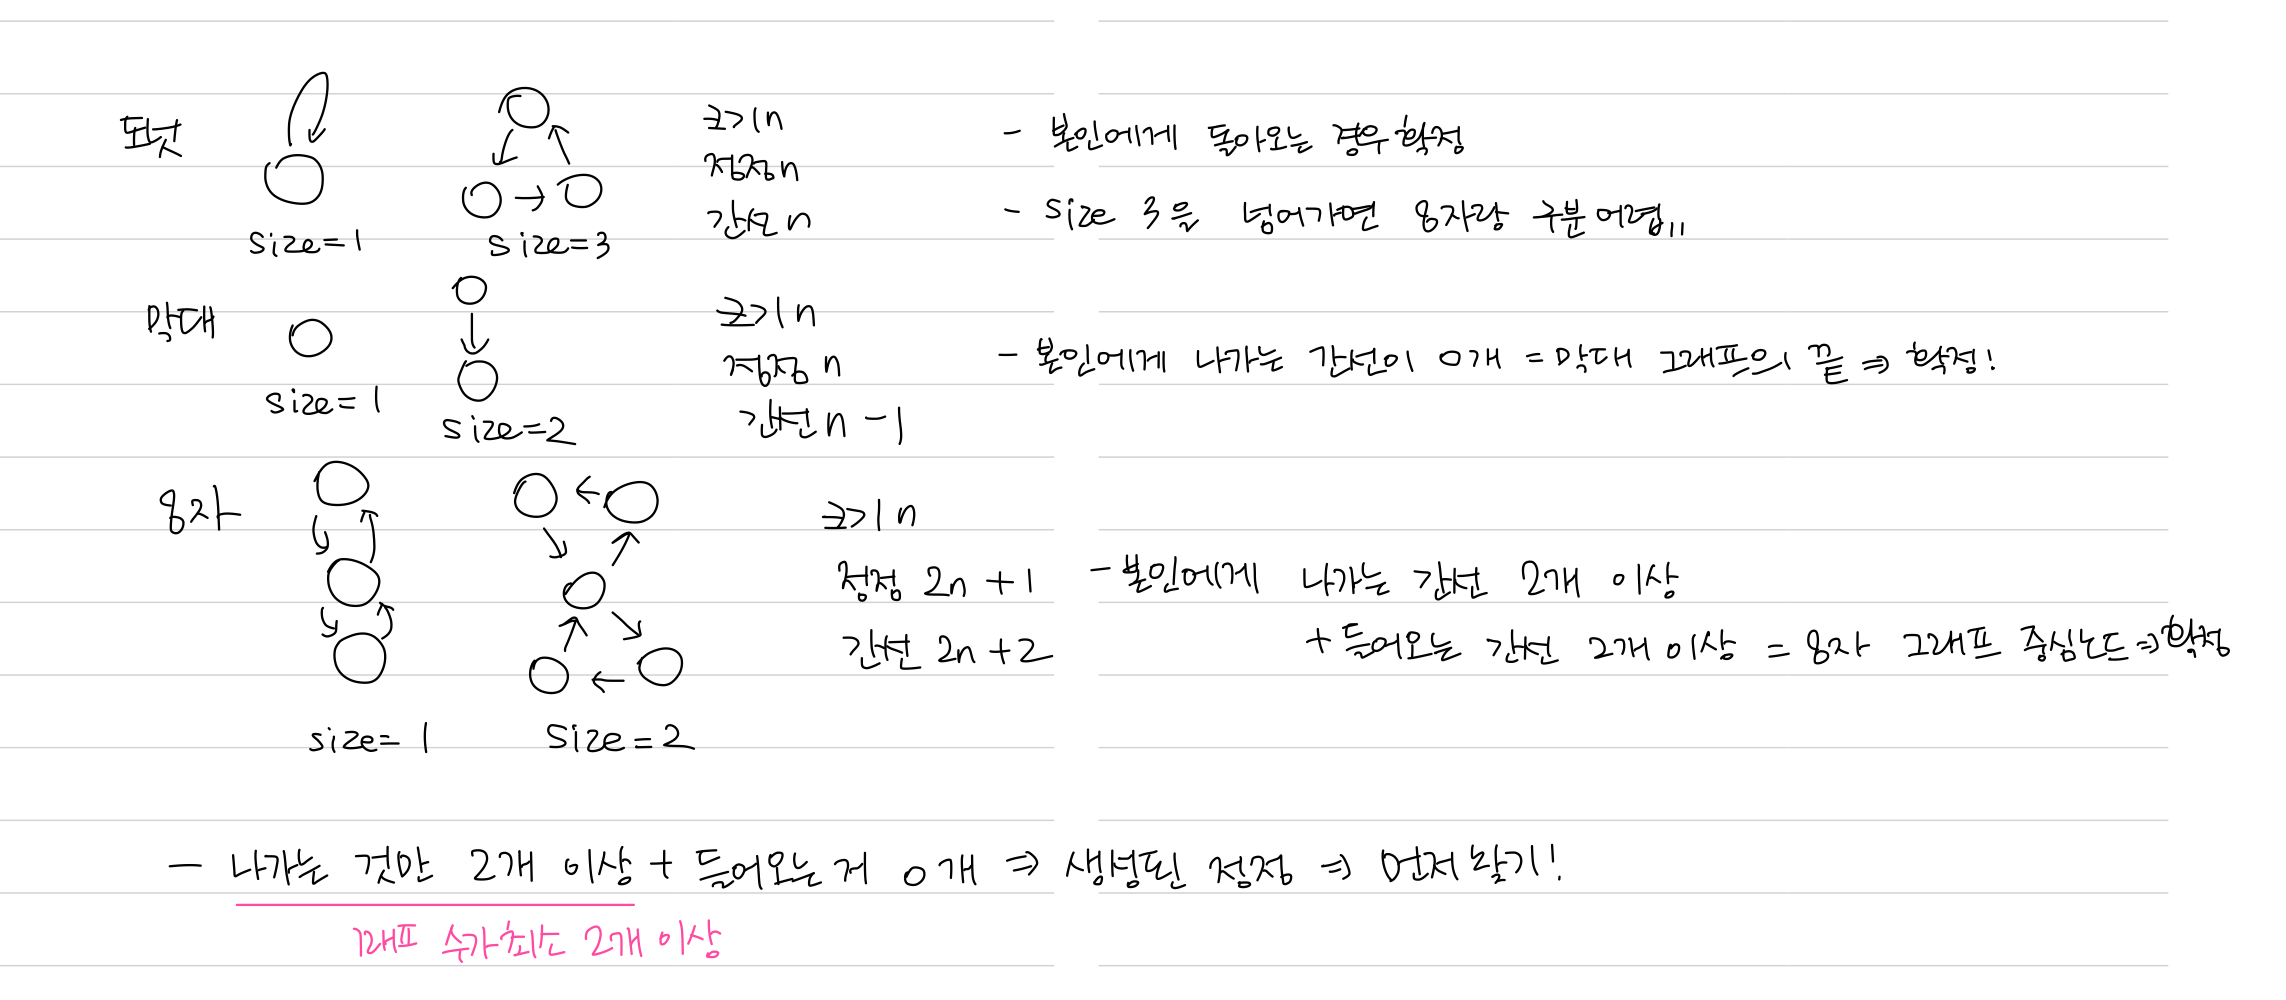 도넛
size=1
size=3
크기 n
정점 n
간선 n
- 본인에게 돌아오는 경우 확정
- size 3을 넘어가면 8자랑 구분 어렵,,
막대
size=1
size=2
크기 n
정점 n
간선 n-1
- 본인에게 나가는 간선이 0개 = 막대 그래프의 끝 ⇒ 확정!
8자
size=1
size=2
크기 n
정점 2n+1
간선 2n+2
- 본인에게 나가는 간선 2개 이상
+ 들어오는 간선 2개 이상 = 8자 그래프 중심노드 ⇒ 확정
- 나가는 것만 2개 이상 + 들어오는 거 0개 ⇒ 생성된 정점 ⇒ 먼저 찾기!
그래프 수가 최소 2개 이상